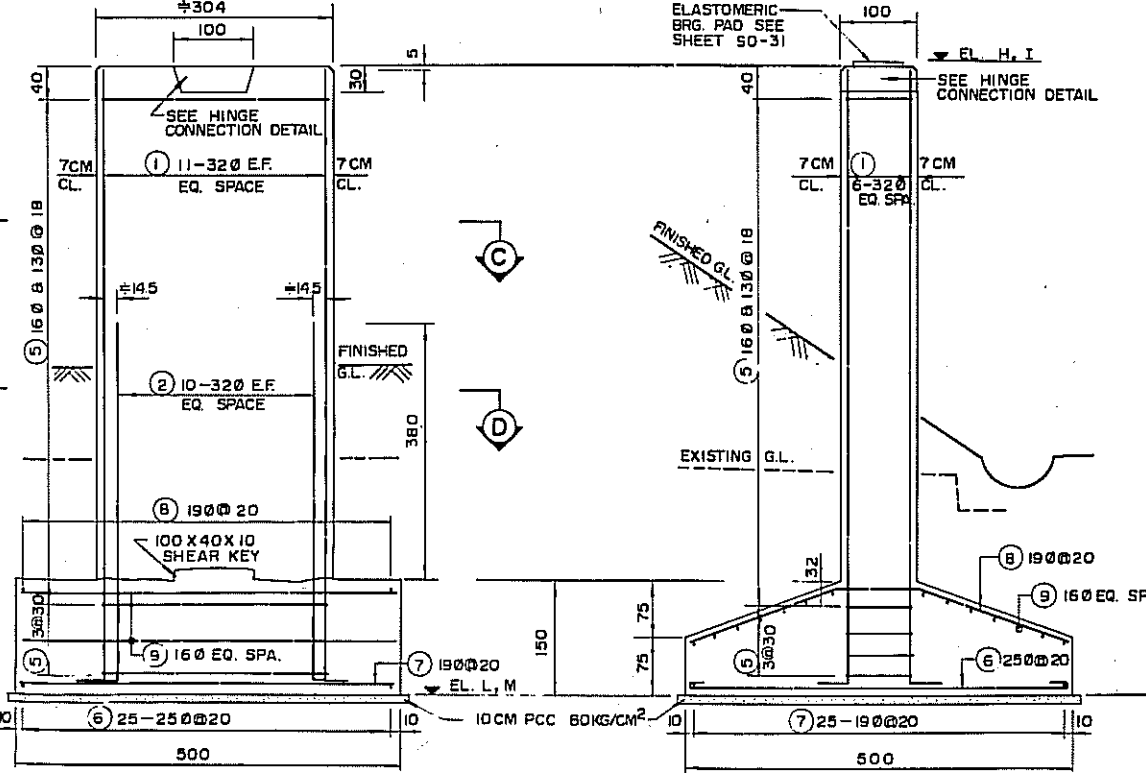 ≑304
100
ELASTOMERIC
BRG. PAD SEE
SHEET SO-31
100
EL. H, I
5
40
30
SEE HINGE
CONNECTION DETAIL
40
SEE HINGE
CONNECTION DETAIL
7CM
CL.
1 11-32Ø E.F.
EQ. SPACE
7CM
CL.
7CM
CL.
1
6-32Ø
EQ. SPA.
7CM
CL.
5 16Ø & 13Ø @ 18
C
FINISHED G.L.
5 16Ø & 13Ø @ 18
≑14.5
≑14.5
FINISHED
G.L.
2 10-32Ø E.F.
EQ. SPACE
380
D
EXISTING G.L.
8 19Ø@ 20
100 X 40 X 10
SHEAR KEY
32
8 19Ø@20
9 16Ø EQ. SP
3@30
5
9 16Ø EQ. SPA.
7 19Ø@20
150
75
75
5
3@30
6 25Ø@20
EL. L, M
10
6 25-25Ø@20
10
10CM PCC 80KG/CM²
10
7 25-19Ø@20
10
500
500